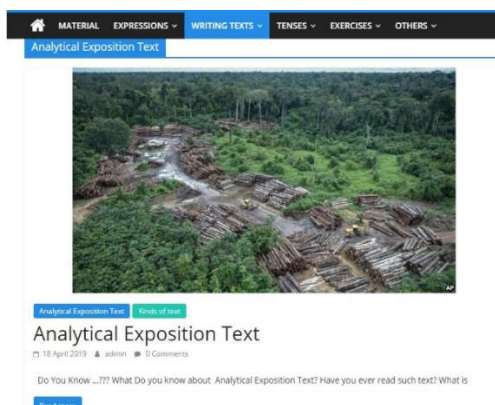 MATERIAL EXPRESSIONS WRITING TEXTS TENSES EXERCISES OTHERS
Analytical Exposition Text
AP
Analytical Exposition Text Kinds of text
Analytical Exposition Text
18 April 2019 admin 0 Comments
Do You Know ...??? What Do you know about Analytical Exposition Text? Have you ever read such text? What is